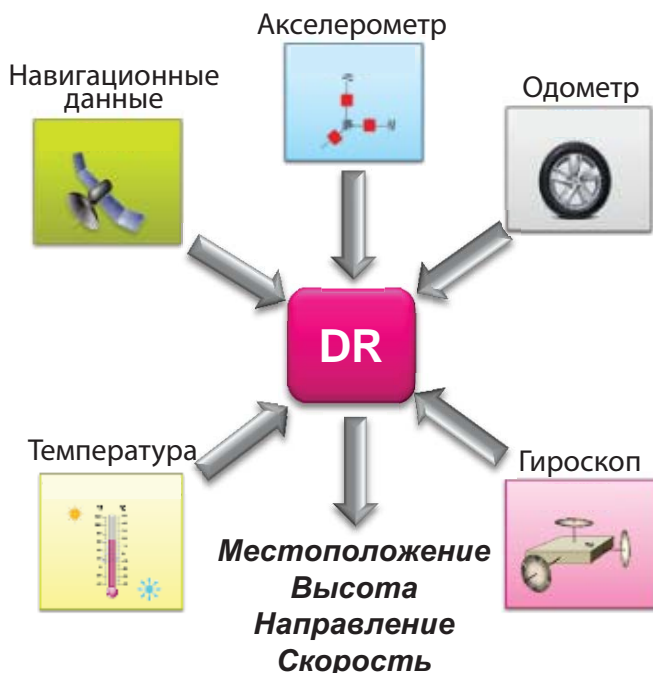 Акселерометр
Навигационные
данные
Одометр
DR
Температура
Гироскоп
Местоположение
Высота
Направление
Скорость